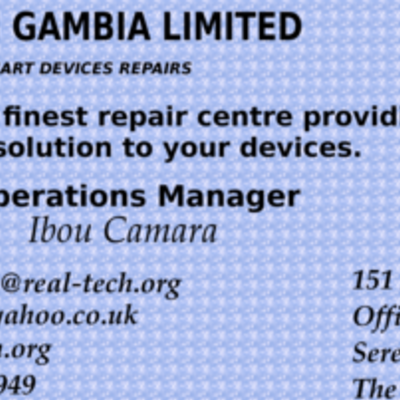 GAMBIA LIMITED
ART DEVICES REPAIRS
finest repair centre provid
solution to your devices.
perations Manager
Ibou Camara
@real-tech.org
yahoo.co.uk
.org
949
151
Offi
Sere
The